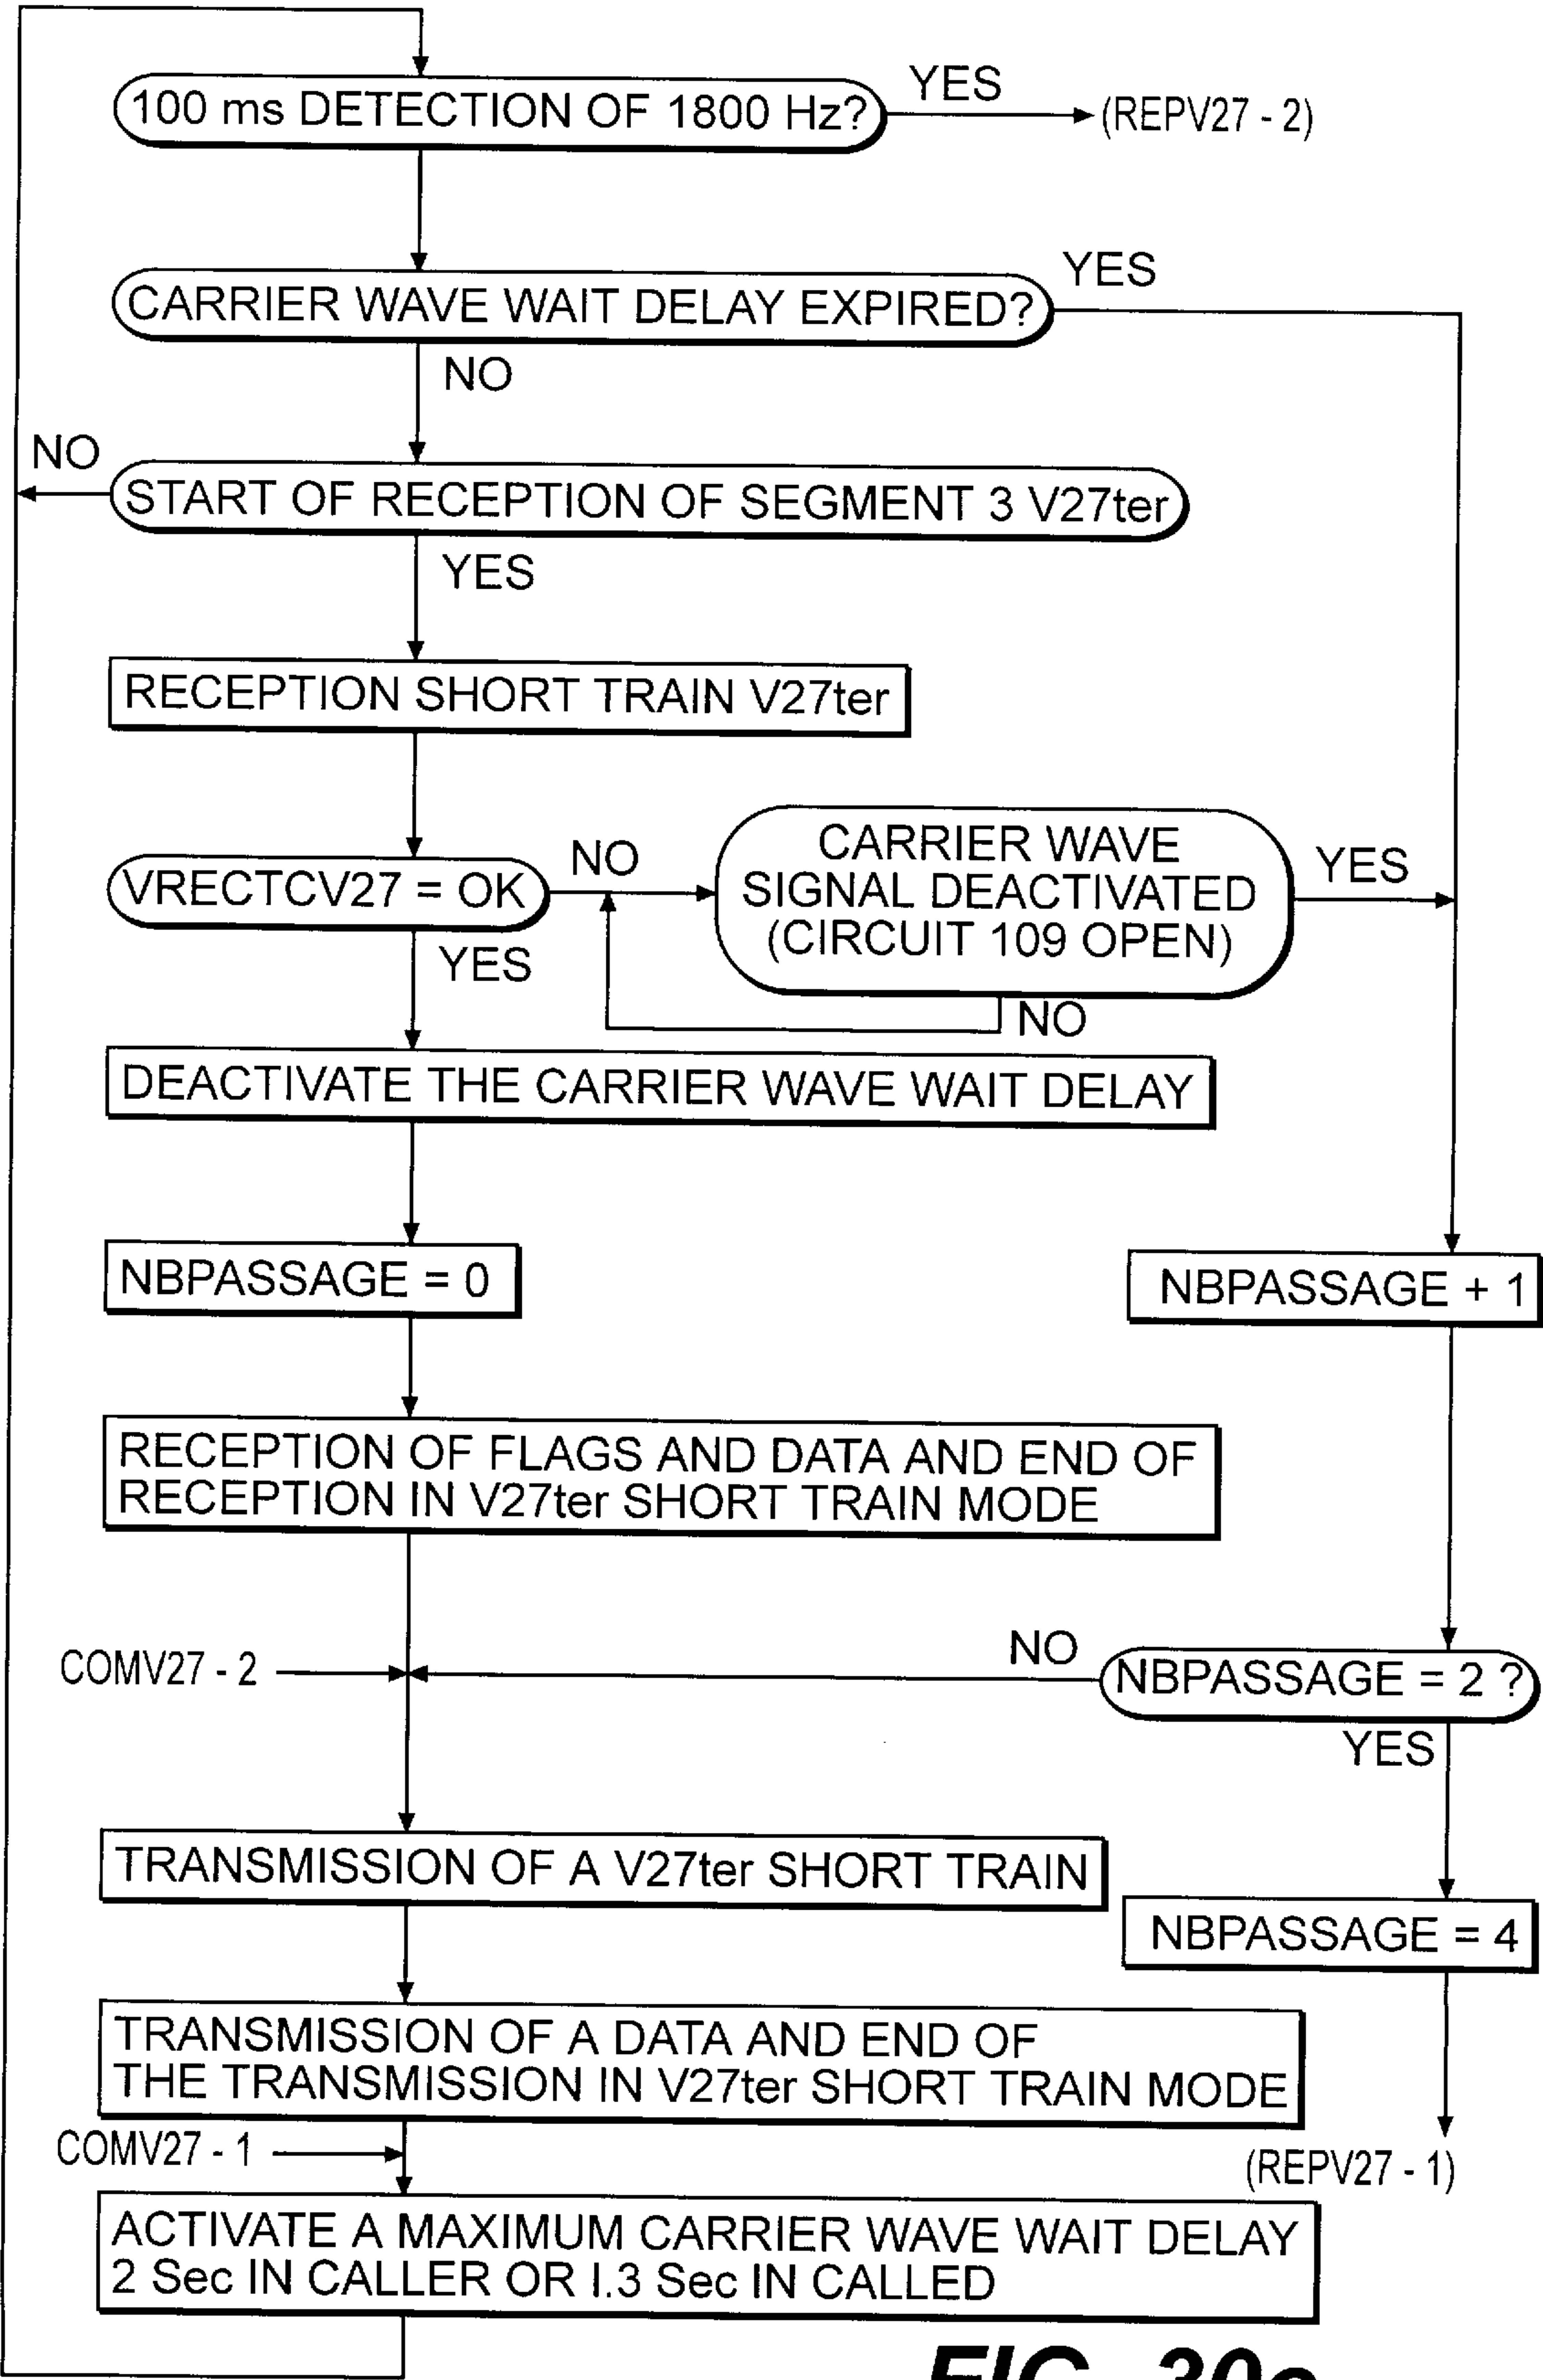 100 ms DETECTION OF 1800 Hz?
YES
(REPV27 - 2)
CARRIER WAVE WAIT DELAY EXPIRED?
YES
NO
NO
START OF RECEPTION OF SEGMENT 3 V27ter
YES
RECEPTION SHORT TRAIN V27ter
VRECTCV27 = OK
NO
CARRIER WAVE
SIGNAL DEACTIVATED
(CIRCUIT 109 OPEN)
YES
YES
NO
DEACTIVATE THE CARRIER WAVE WAIT DELAY
NBPASSAGE = 0
NBPASSAGE + 1
RECEPTION OF FLAGS AND DATA AND END OF
RECEPTION IN V27ter SHORT TRAIN MODE
COMV27 - 2
NO
NBPASSAGE = 2 ?
YES
TRANSMISSION OF A V27ter SHORT TRAIN
NBPASSAGE = 4
TRANSMISSION OF A DATA AND END OF
THE TRANSMISSION IN V27ter SHORT TRAIN MODE
COMV27 - 1
(REPV27 - 1)
ACTIVATE A MAXIMUM CARRIER WAVE WAIT DELAY
2 Sec IN CALLER OR I.3 Sec IN CALLED
FIG.